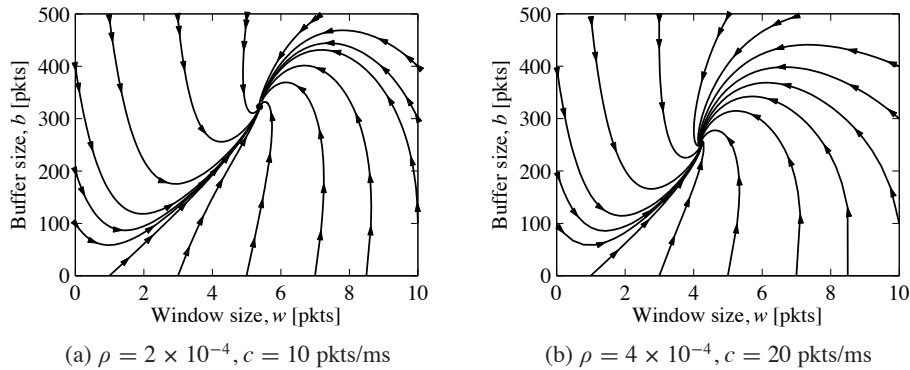 500
400
300
200
100
0
Buffer size, b [pkts]
0 2 4 6 8 10
Window size, w [pkts]
(a) ρ = 2 × 10⁻⁴, c = 10 pkts/ms
500
400
300
200
100
0
Buffer size, b [pkts]
0 2 4 6 8 10
Window size, w [pkts]
(b) ρ = 4 × 10⁻⁴, c = 20 pkts/ms